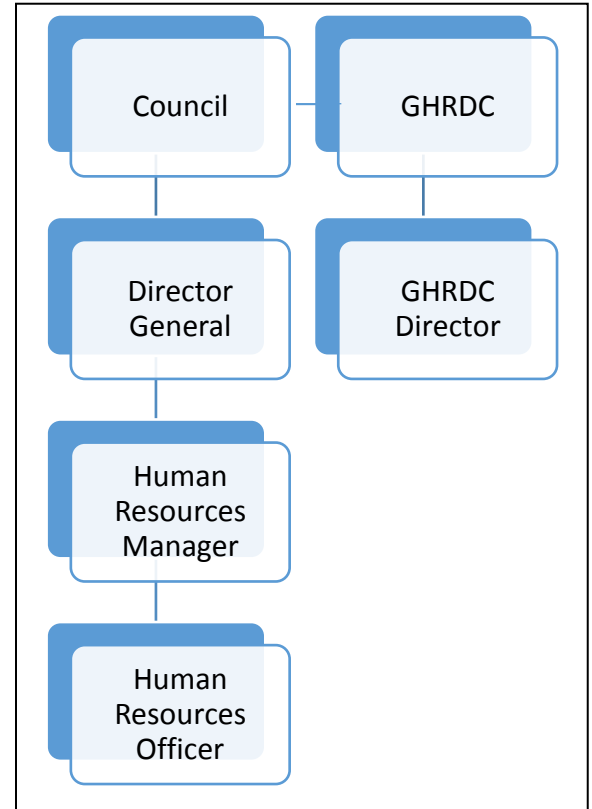 Council
GHRDC
Director
General
GHRDC
Director
Human
Resources
Manager
Human
Resources
Officer